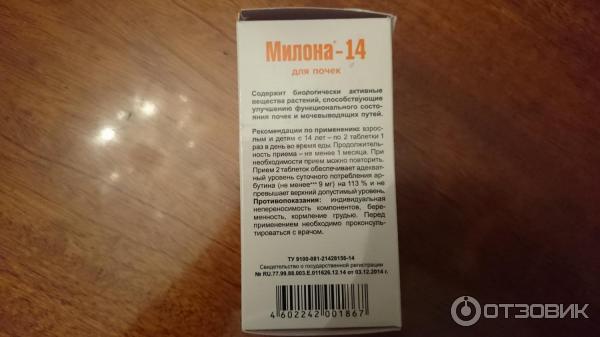 Милона®-14
для почек
Содержит биологически активные
вещества растений, способствующие
улучшению функционального состо-
яния почек и мочевыводящих путей.
Рекомендации по применению: взрос-
лым и детям с 14 лет – по 2 таблетки 1
раз в день во время еды. Продолжитель-
ность приема – не менее 1 месяца. При
необходимости прием можно повторить.
Прием 2 таблеток обеспечивает адекват-
ный уровень суточного потребления ар-
бутина (не менее*** 9 мг) на 113 % и не
превышает верхний допустимый уровень.
Противопоказания: индивидуальная
непереносимость компонентов, бере-
менность, кормление грудью. Перед
применением необходимо проконсуль-
тироваться с врачом.
ТУ 9100-081-21428156-14
Свидетельство о государственной регистрации
№ RU.77.99.88.003.E.011626.12.14 от 03.12.2014 г.
4 602242 001867
ОТЗОВИК